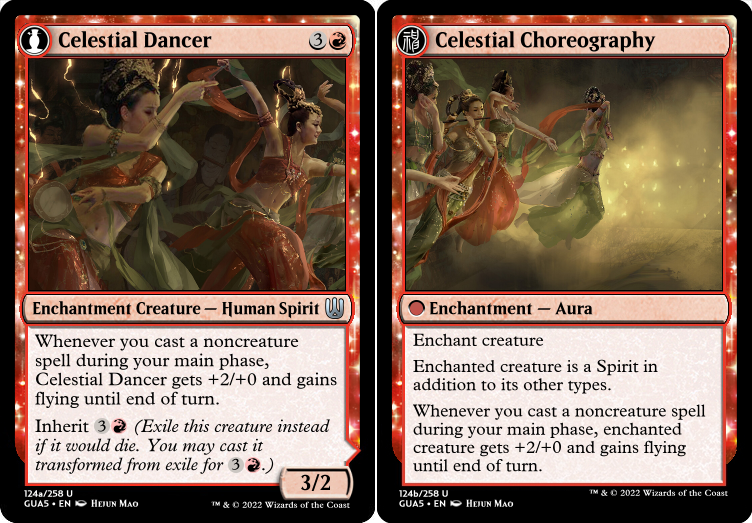 Celestial Dancer 3
Enchantment Creature — Human Spirit
Whenever you cast a noncreature
spell during your main phase,
Celestial Dancer gets +2/+0 and gains
flying until end of turn.
Inherit 3 (Exile this creature instead
if it would die. You may cast it
transformed from exile for 3 .)
3/2
124a/258 U
GUA5 • EN Hejun Mao
™ & © 2022 Wizards of the Coast
Celestial Choreography
Enchantment — Aura
Enchant creature
Enchanted creature is a Spirit in
addition to its other types.
Whenever you cast a noncreature spell
during your main phase, enchanted
creature gets +2/+0 and gains flying
until end of turn.
124b/258 U
GUA5 • EN Hejun Mao
™ & © 2022 Wizards of the Coast